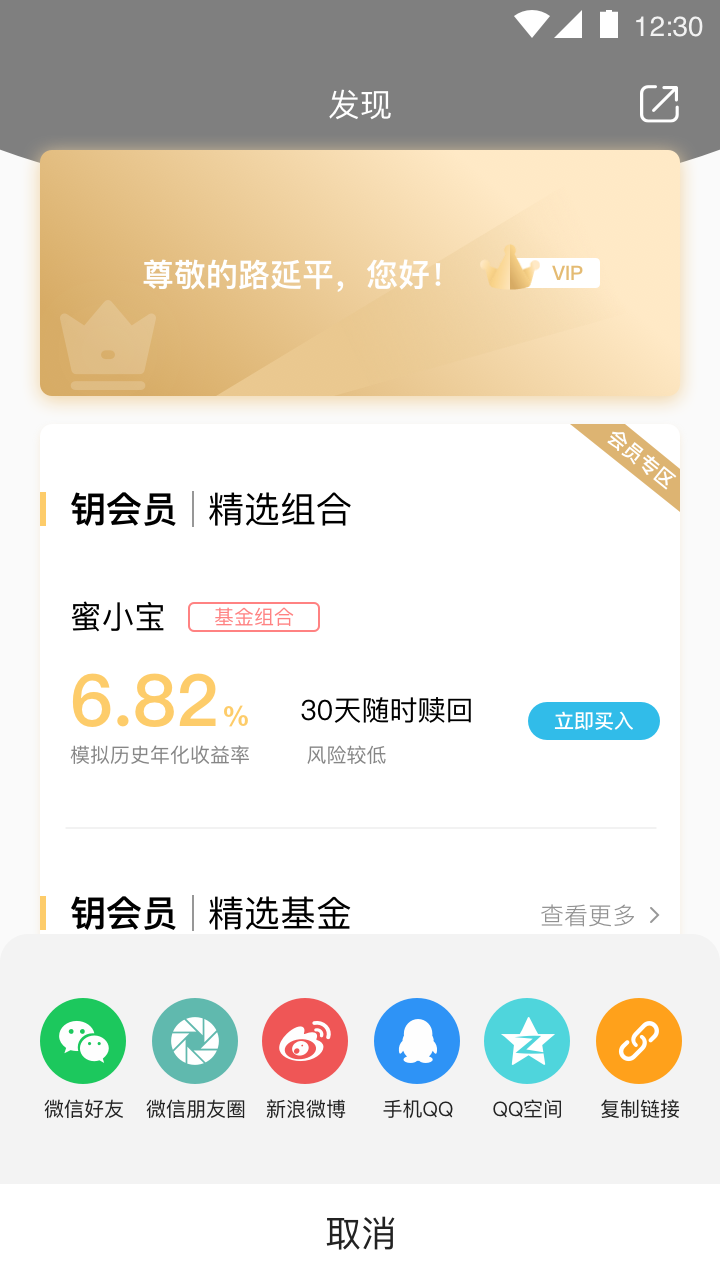 12:30
发现
尊敬的路延平，您好！
VIP
会员专区
钥会员 | 精选组合
蜜小宝
基金组合
6.82%
30天随时赎回
立即买入
模拟历史年化收益率
风险较低
钥会员 | 精选基金
查看更多
微信好友
微信朋友圈
新浪微博
手机QQ
QQ空间
复制链接
取消